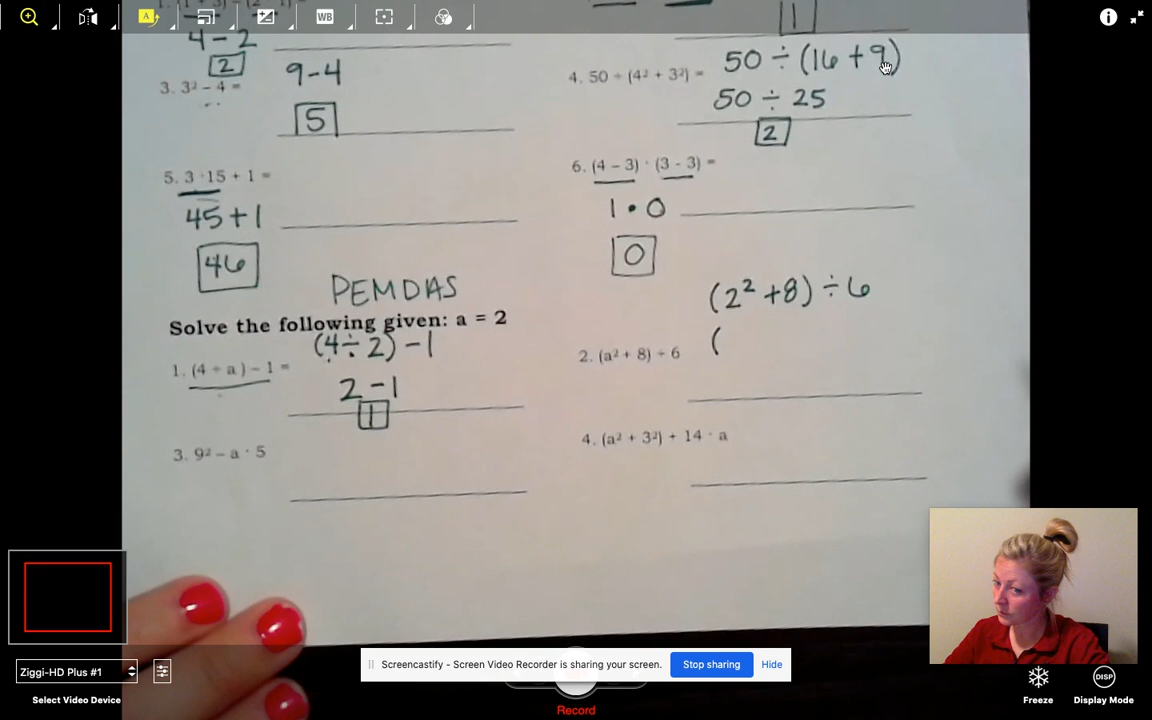 WB
DISP
4 - 2
2
3. 3² - 4 =
9-4
5
1
4. 50 ÷ (4² + 3²) =
50 ÷ (16 + 9)
50 ÷ 25
2
5. 3 · 15 + 1 =
45 + 1
46
6. (4 – 3) · (3 - 3) =
1 • 0
0
PEMDAS
Solve the following given: a = 2
1. (4 ÷ a ) – 1 =
(4 ÷ 2) - 1
2 - 1
1
(2² + 8) ÷ 6
(
2. (a² + 8) ÷ 6
3. 9² – a · 5
4. (a² + 3²) + 14 · a
Ziggi-HD Plus #1
Select Video Device
Screencastify - Screen Video Recorder is sharing your screen.
Stop sharing
Hide
Record
Freeze
Display Mode